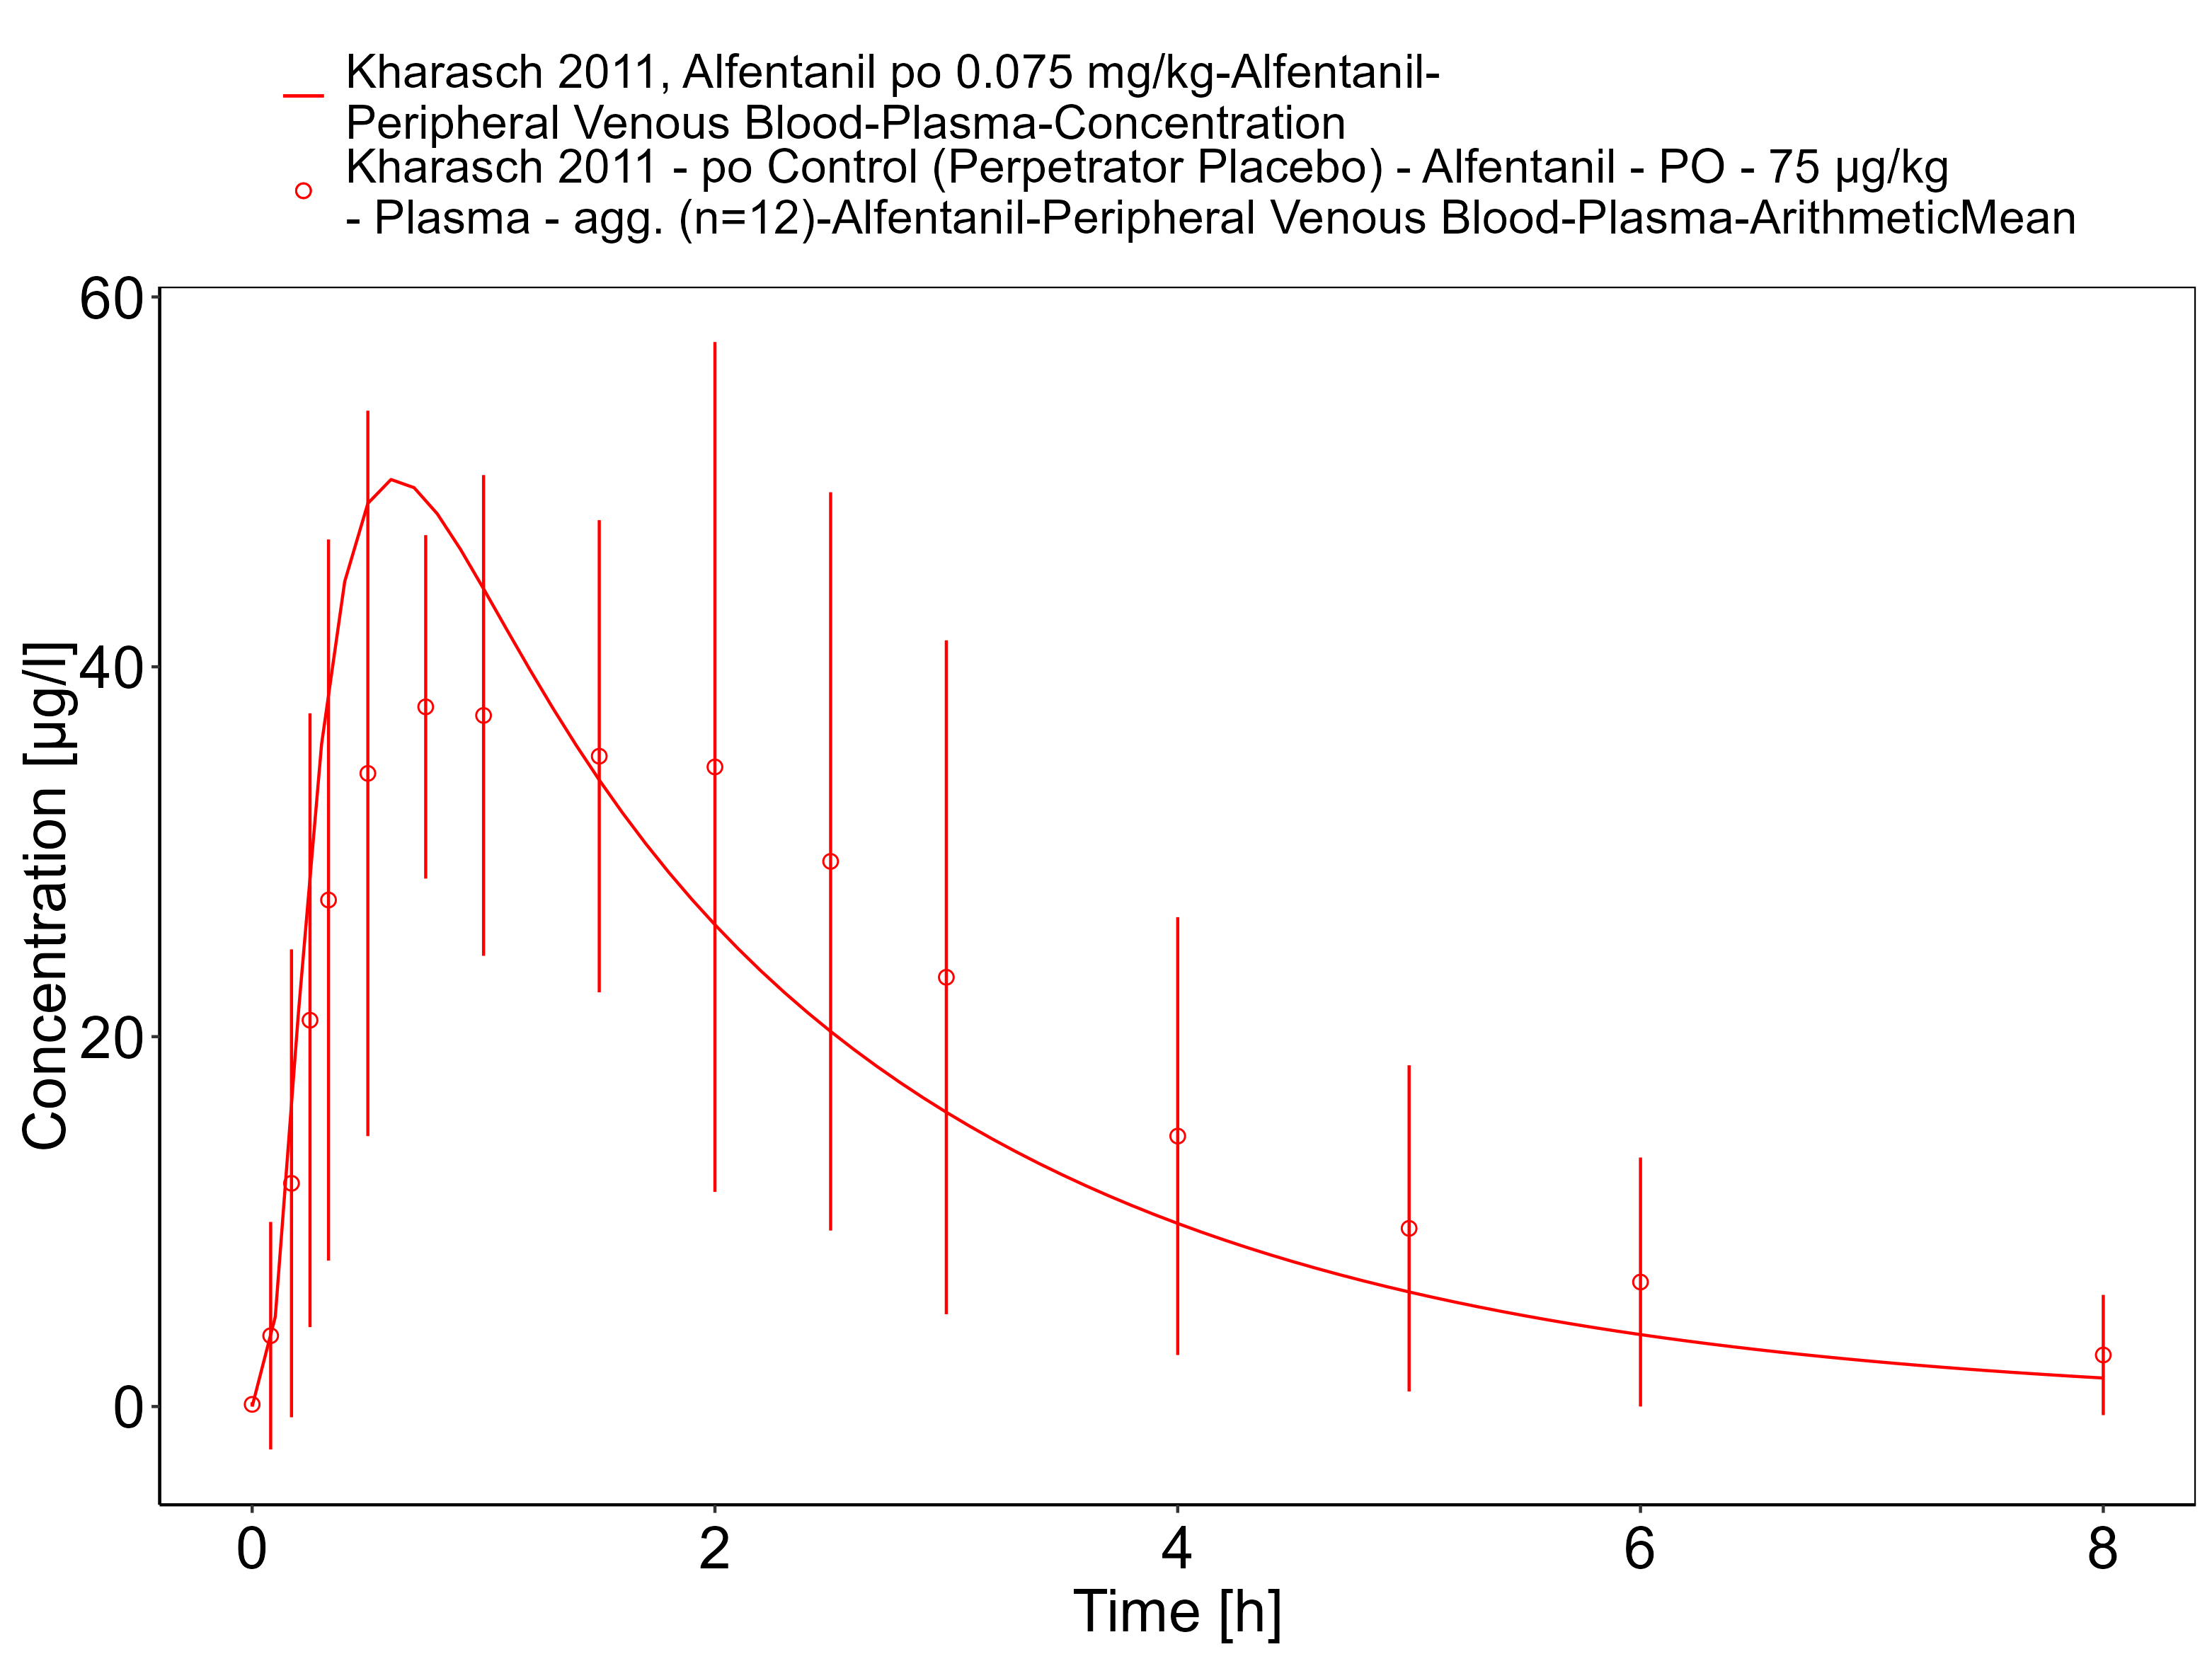 Kharasch 2011, Alfentanil po 0.075 mg/kg-Alfentanil-
Peripheral Venous Blood-Plasma-Concentration
Kharasch 2011 - po Control (Perpetrator Placebo) - Alfentanil - PO - 75 µg/kg
- Plasma - agg. (n=12)-Alfentanil-Peripheral Venous Blood-Plasma-ArithmeticMean
60
40
20
0
Concentration [µg/l]
0 2 4 6 8
Time [h]